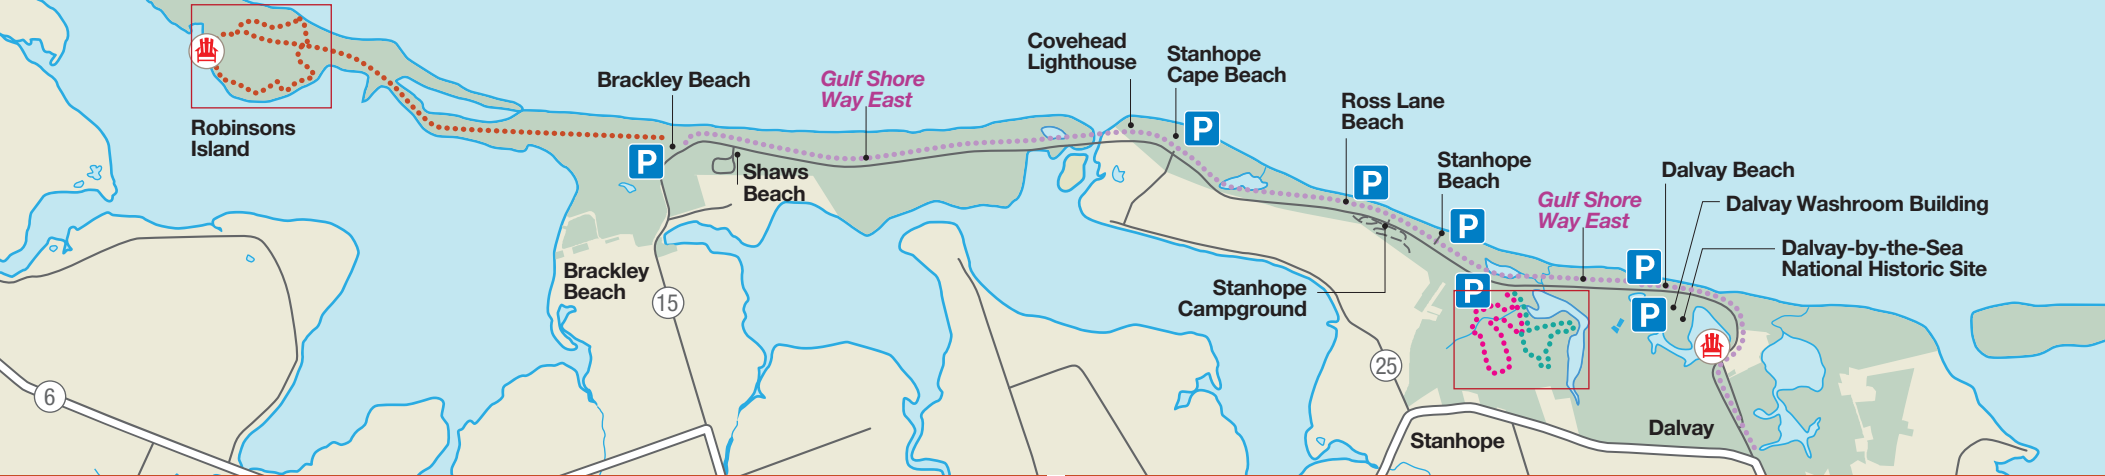 Robinsons
Island
Brackley Beach
Gulf Shore
Way East
Covehead
Lighthouse
Stanhope
Cape Beach
P
Ross Lane
Beach
P
P
Shaws
Beach
Stanhope
Beach
P
Dalvay Beach
Gulf Shore
Way East
Dalvay Washroom Building
Dalvay-by-the-Sea
National Historic Site
P
P
P
Brackley
Beach
15
Stanhope
Campground
25
6
Stanhope
Dalvay